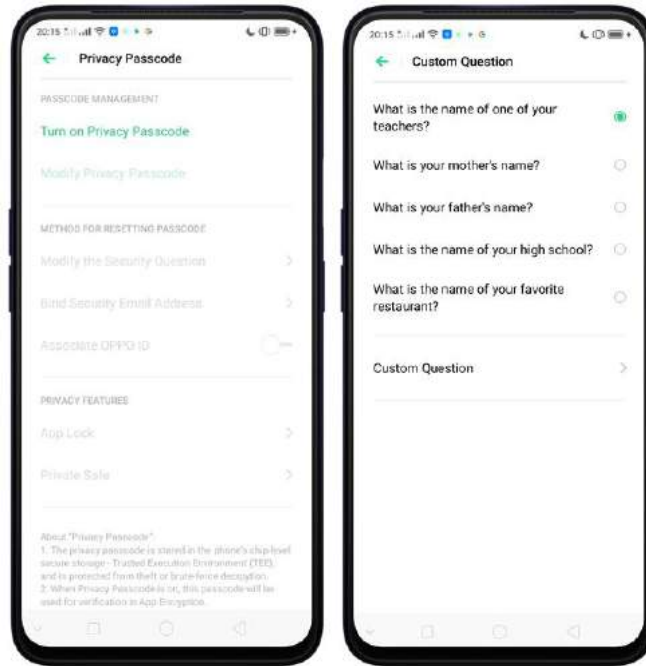 20:15
Privacy Passcode
PASSCODE MANAGEMENT
Turn on Privacy Passcode
Modify Privacy Passcode
METHOD FOR RESETTING PASSCODE
Modify the Security Question
Bind Security Email Address
Associate OPPO ID
PRIVACY FEATURES
App Lock
Private Safe
About "Privacy Passcode":
1. The privacy passcode is stored in the phone's chip-level
secure storage - Trusted Execution Environment (TEE),
and is protected from theft or brute-force decryption.
2. When Privacy Passcode is on, this passcode will be
used for verification in App Encryption.
20:15
Custom Question
What is the name of one of your
teachers?
What is your mother's name?
What is your father's name?
What is the name of your high school?
What is the name of your favorite
restaurant?
Custom Question